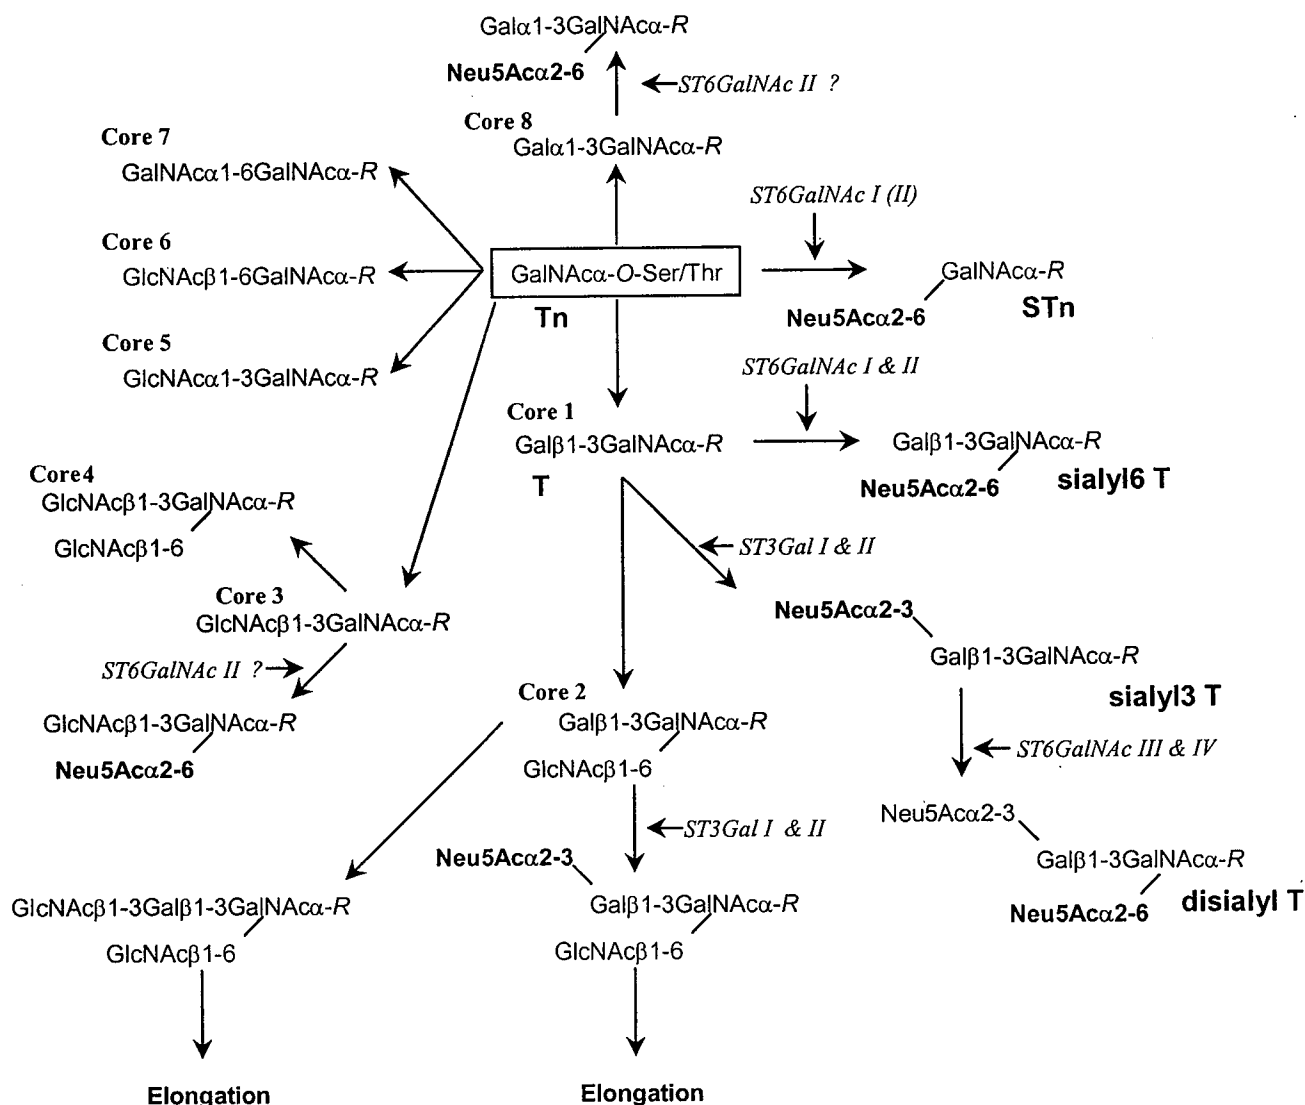 Galα1-3GalNAcα-R
Neu5Acα2-6
ST6GalNAc II ?
Core 8
Galα1-3GalNAcα-R
Core 7
GalNAcα1-6GalNAcα-R
ST6GalNAc I (II)
Core 6
GlcNAcβ1-6GalNAcα-R
GalNAcα-O-Ser/Thr
Tn
GalNAcα-R
Neu5Acα2-6
STn
Core 5
GlcNAcα1-3GalNAcα-R
ST6GalNAc I & II
Core 1
Galβ1-3GalNAcα-R
T
Galβ1-3GalNAcα-R
Neu5Acα2-6
sialyl6 T
Core4
GlcNAcβ1-3GalNAcα-R
GlcNAcβ1-6
ST3Gal I & II
Core 3
GlcNAcβ1-3GalNAcα-R
ST6GalNAc II ?
GlcNAcβ1-3GalNAcα-R
Neu5Acα2-6
Neu5Acα2-3
Galβ1-3GalNAcα-R
sialyl3 T
Core 2
Galβ1-3GalNAcα-R
GlcNAcβ1-6
ST6GalNAc III & IV
ST3Gal I & II
Neu5Acα2-3
Galβ1-3GalNAcα-R
Neu5Acα2-6
disialyl T
Neu5Acα2-3
Galβ1-3GalNAcα-R
GlcNAcβ1-6
GlcNAcβ1-3Galβ1-3GalNAcα-R
GlcNAcβ1-6
Elongation
Elongation